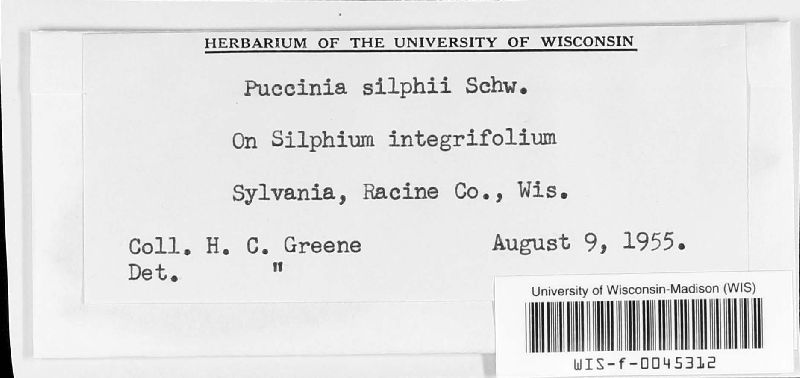 HERBARIUM OF THE UNIVERSITY OF WISCONSIN
Puccinia silphii Schw.
On Silphium integrifolium
Sylvania, Racine Co., Wis.
Coll. H. C. Greene August 9, 1955.
Det. "
University of Wisconsin-Madison (WIS)
WIS-f-0045312